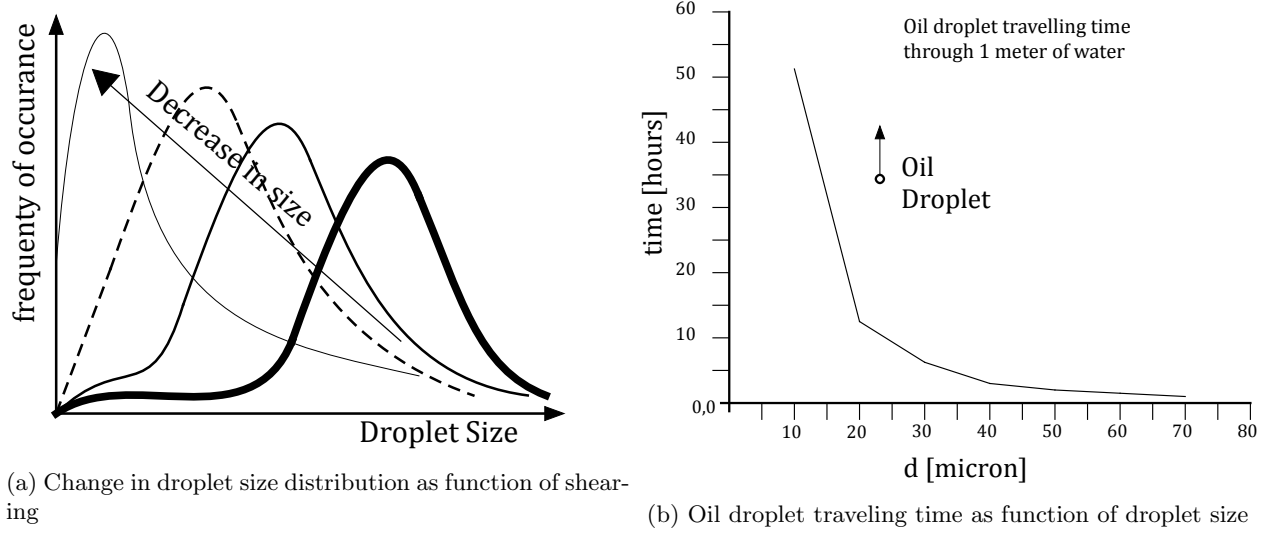 frequenty of occurance
Decrease in size
Droplet Size
(a) Change in droplet size distribution as function of shear-
ing
Oil droplet travelling time
through 1 meter of water
Oil
Droplet
time [hours]
60
50
40
30
20
10
0,0
10 20 30 40 50 60 70 80
d [micron]
(b) Oil droplet traveling time as function of droplet size